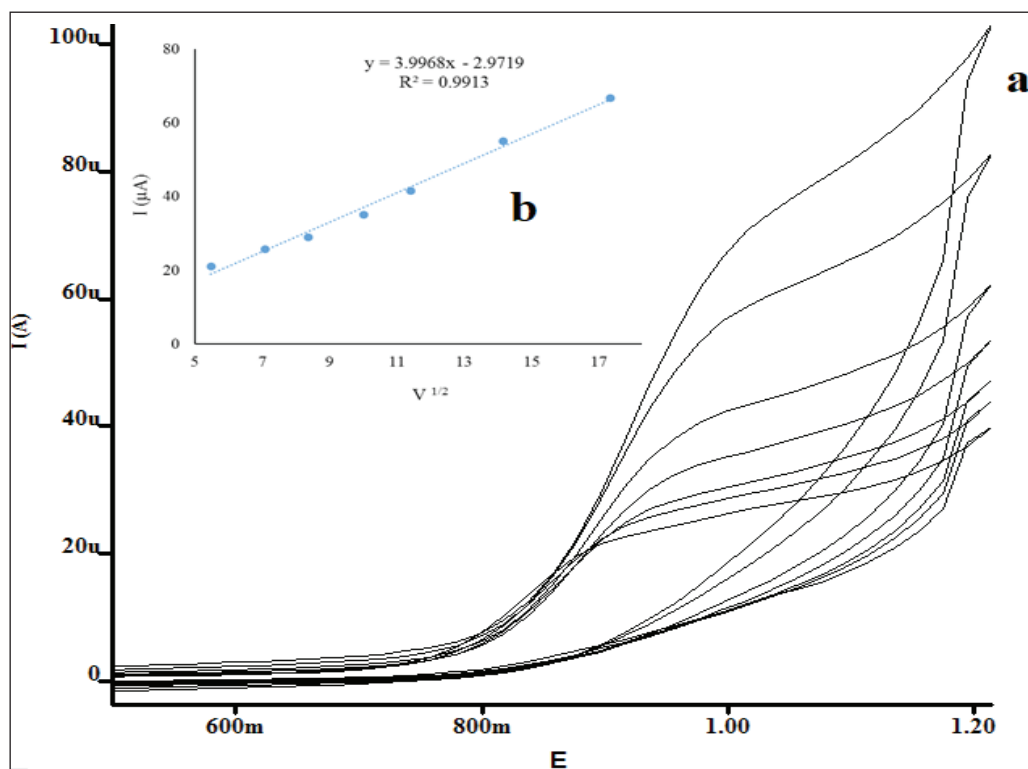 100u
80u
60u
40u
20u
0
I (A)
600m
800m
1.00
1.20
E
a
80
60
40
20
0
I (µA)
5
7
9
11
13
15
17
V 1/2
y = 3.9968x - 2.9719
R² = 0.9913
b